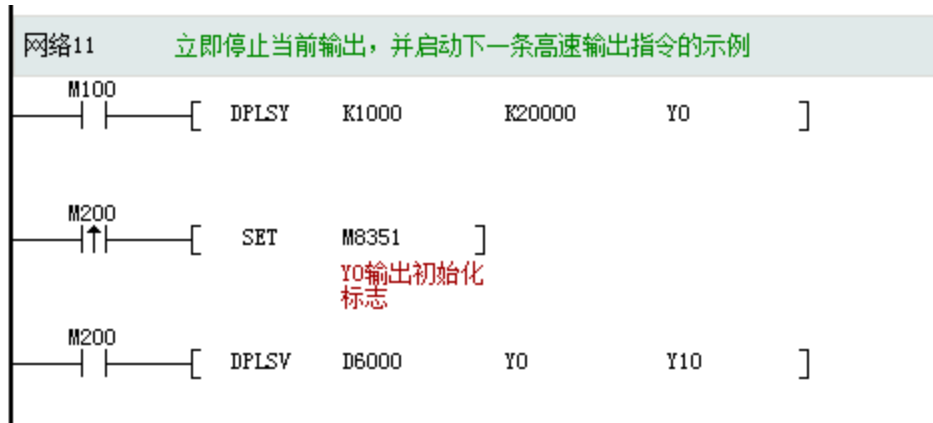 网络11 立即停止当前输出，并启动下一条高速输出指令的示例
M100
[ DPLSY K1000 K20000 Y0 ]
M200
[ SET M8351 ]
Y0输出初始化
标志
M200
[ DPLSV D6000 Y0 Y10 ]